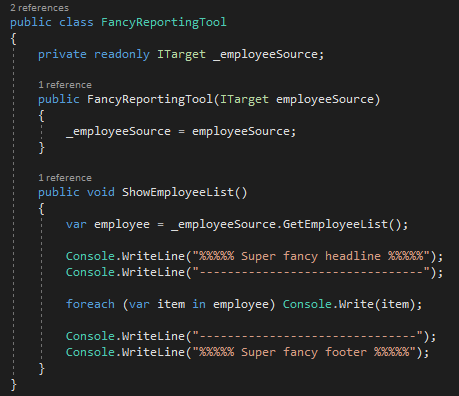 2 references
public class FancyReportingTool
{
private readonly ITarget _employeeSource;
1 reference
public FancyReportingTool(ITarget employeeSource)
{
_employeeSource = employeeSource;
}
1 reference
public void ShowEmployeeList()
{
var employee = _employeeSource.GetEmployeeList();
Console.WriteLine("%%%%% Super fancy headline %%%%%");
Console.WriteLine("--------------------------------");
foreach (var item in employee) Console.Write(item);
Console.WriteLine("-------------------------------");
Console.WriteLine("%%%%% Super fancy footer %%%%%");
}
}